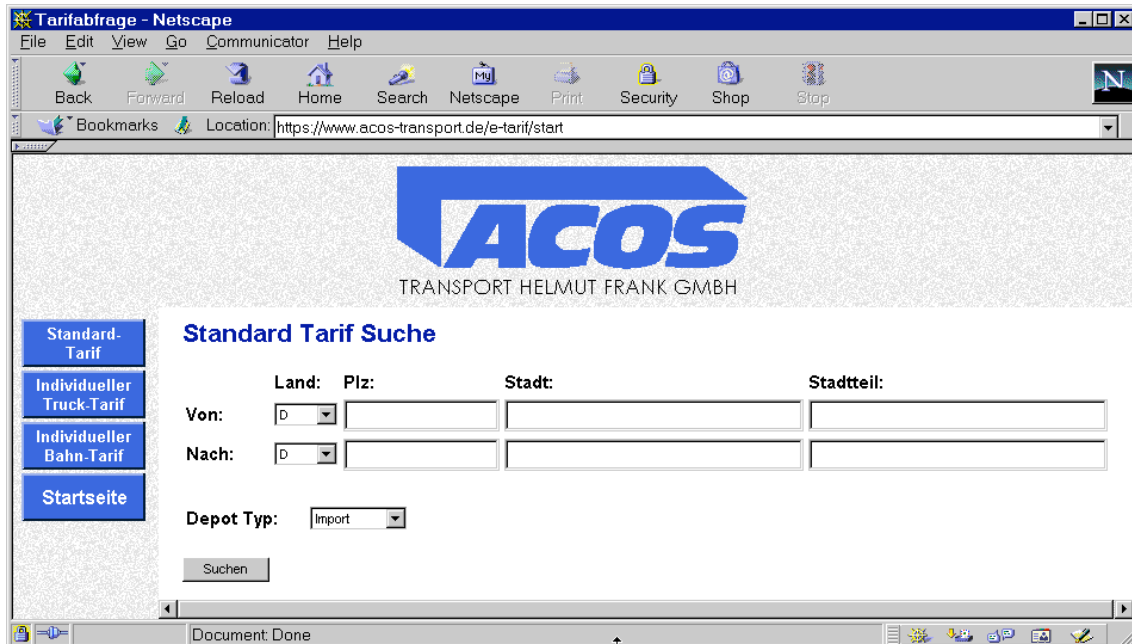 Tarifabfrage - Netscape
File Edit View Go Communicator Help
Back Forward Reload Home Search Netscape Print Security Shop Stop
My
N
Bookmarks Location: https://www.acos-transport.de/e-tarif/start
ACOS
TRANSPORT HELMUT FRANK GMBH
Standard-
Tarif
Individueller
Truck-Tarif
Individueller
Bahn-Tarif
Startseite
Standard Tarif Suche
Land: Plz: Stadt: Stadtteil:
Von: D
Nach: D
Depot Typ: Import
Suchen
Document: Done